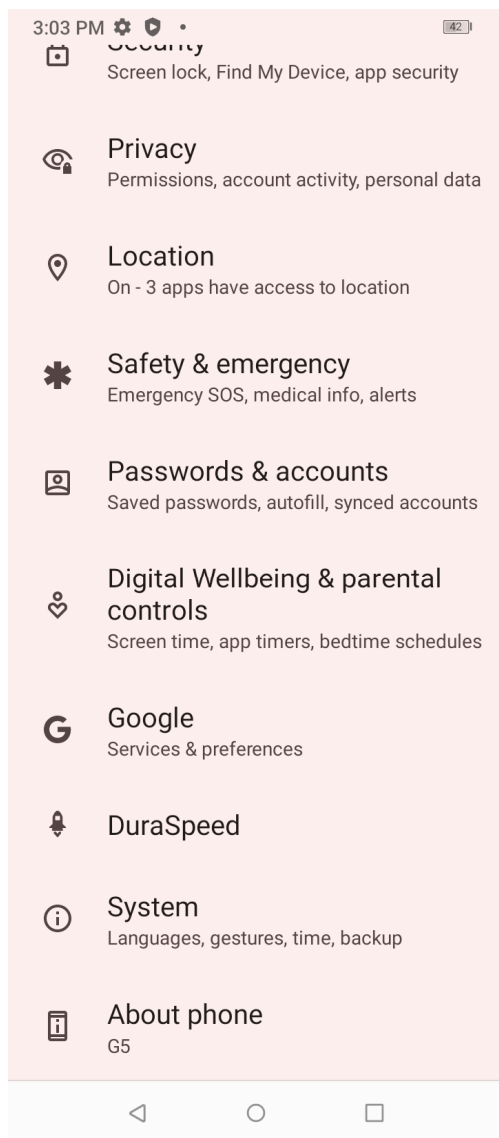 3:03 PM
42
Security
Screen lock, Find My Device, app security
Privacy
Permissions, account activity, personal data
Location
On - 3 apps have access to location
Safety & emergency
Emergency SOS, medical info, alerts
Passwords & accounts
Saved passwords, autofill, synced accounts
Digital Wellbeing & parental
controls
Screen time, app timers, bedtime schedules
Google
Services & preferences
DuraSpeed
System
Languages, gestures, time, backup
About phone
G5